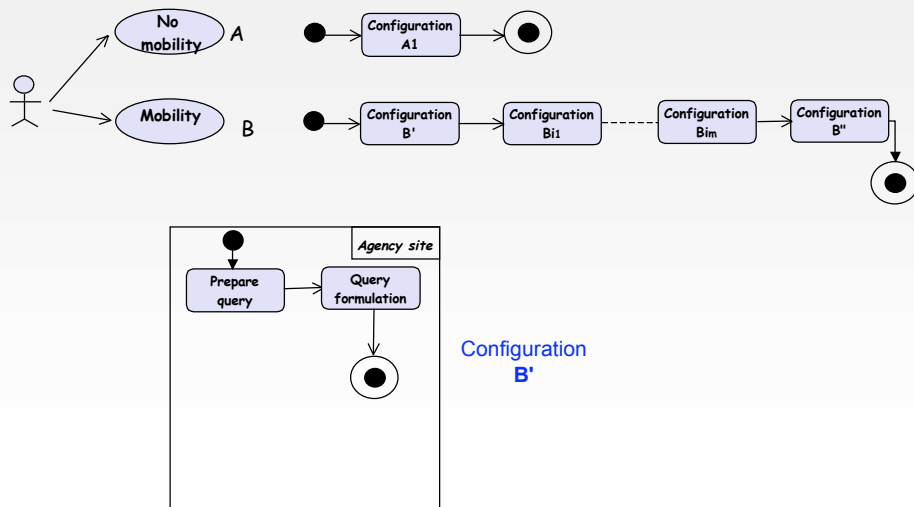 No
mobility
A
Configuration
A1
Mobility
B
Configuration
B'
Configuration
Bi1
Configuration
Bim
Configuration
B"
Agency site
Prepare
query
Query
formulation
Configuration
B'